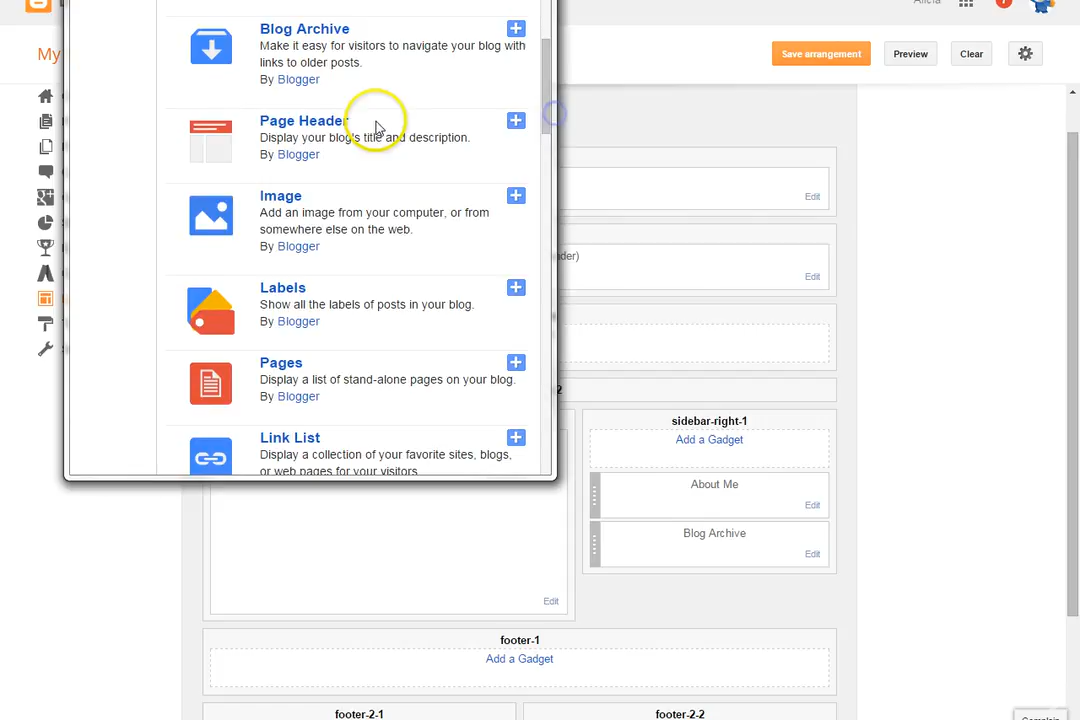 Alicia
My
Save arrangement
Preview
Clear
Blog Archive
Make it easy for visitors to navigate your blog with
links to older posts.
By Blogger
Page Header
Display your blog's title and description.
By Blogger
Image
Add an image from your computer, or from
somewhere else on the web.
By Blogger
Labels
Show all the labels of posts in your blog.
By Blogger
Pages
Display a list of stand-alone pages on your blog.
By Blogger
Link List
Display a collection of your favorite sites, blogs,
or web pages for your visitors
Edit
Edit
2
sidebar-right-1
Add a Gadget
About Me
Edit
Blog Archive
Edit
Edit
footer-1
Add a Gadget
footer-2-1
footer-2-2